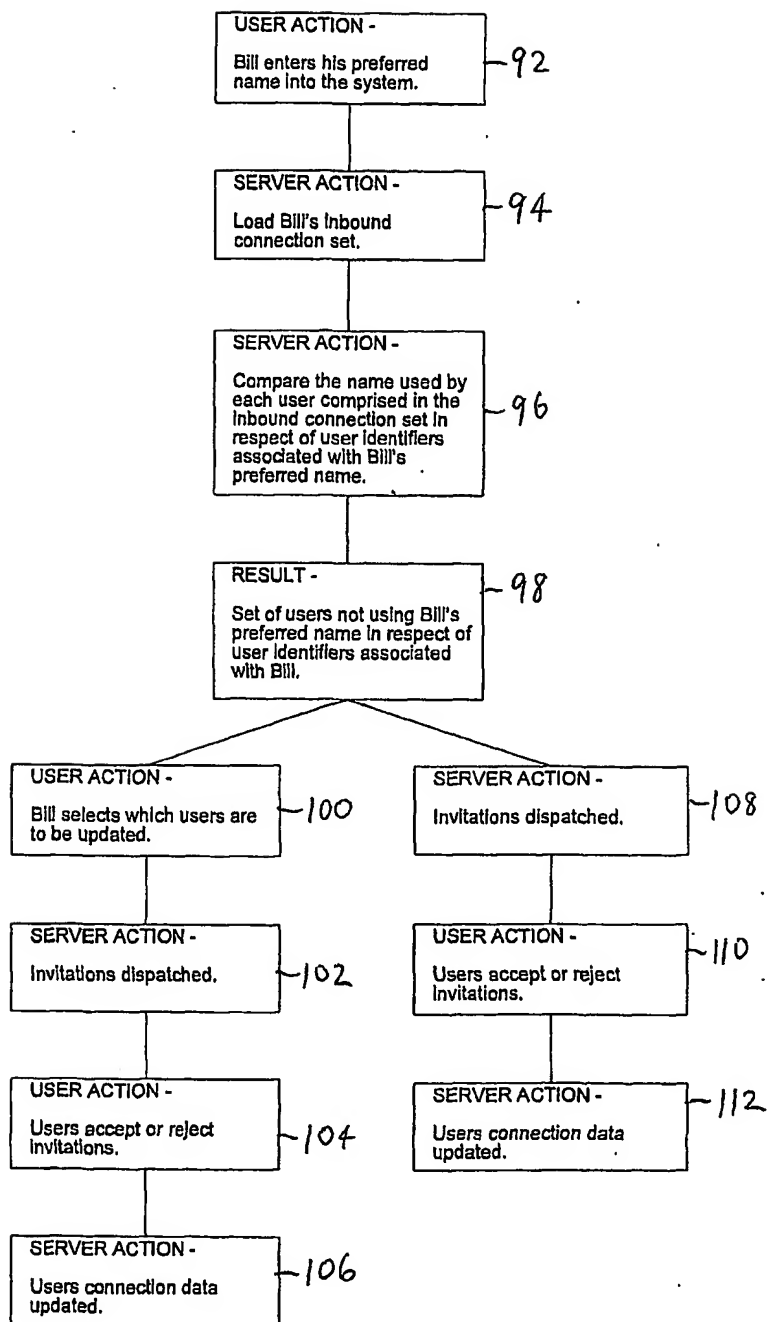 USER ACTION -
Bill enters his preferred
name into the system.
92
SERVER ACTION -
Load Bill's inbound
connection set.
94
SERVER ACTION -
Compare the name used by
each user comprised in the
inbound connection set in
respect of user identifiers
associated with Bill's
preferred name.
96
RESULT -
Set of users not using Bill's
preferred name in respect of
user identifiers associated
with Bill.
98
USER ACTION -
Bill selects which users are
to be updated.
100
SERVER ACTION -
Invitations dispatched.
102
USER ACTION -
Users accept or reject
invitations.
104
SERVER ACTION -
Users connection data
updated.
106
SERVER ACTION -
Invitations dispatched.
108
USER ACTION -
Users accept or reject
invitations.
110
SERVER ACTION -
Users connection data
updated.
112